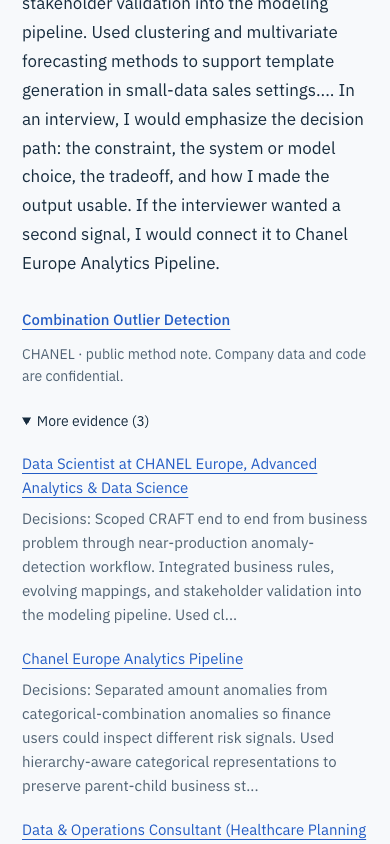 stakeholder validation into the modeling
pipeline. Used clustering and multivariate
forecasting methods to support template
generation in small-data sales settings.... In
an interview, I would emphasize the decision
path: the constraint, the system or model
choice, the tradeoff, and how I made the
output usable. If the interviewer wanted a
second signal, I would connect it to Chanel
Europe Analytics Pipeline.
Combination Outlier Detection
CHANEL · public method note. Company data and code
are confidential.
▼ More evidence (3)
Data Scientist at CHANEL Europe, Advanced
Analytics & Data Science
Decisions: Scoped CRAFT end to end from business
problem through near-production anomaly-
detection workflow. Integrated business rules,
evolving mappings, and stakeholder validation into
the modeling pipeline. Used cl...
Chanel Europe Analytics Pipeline
Decisions: Separated amount anomalies from
categorical-combination anomalies so finance
users could inspect different risk signals. Used
hierarchy-aware categorical representations to
preserve parent-child business st...
Data & Operations Consultant (Healthcare Planning